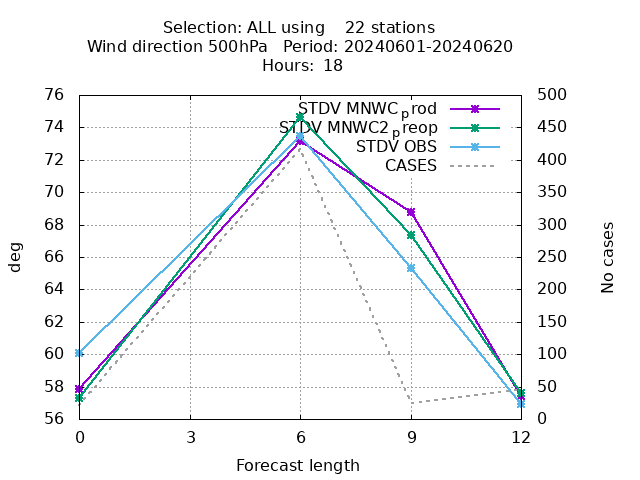 Selection: ALL using    22 stations
Wind direction 500hPa   Period: 20240601-20240620
Hours: 18
76 500
STDV MNWC_prod
74 450
STDV MNWC2_preop
STDV OBS
72 400
CASES
70 350
68 300
66 250
64 200
62 150
60 100
58 50
56 0
deg
No cases
0 3 6 9 12
Forecast length